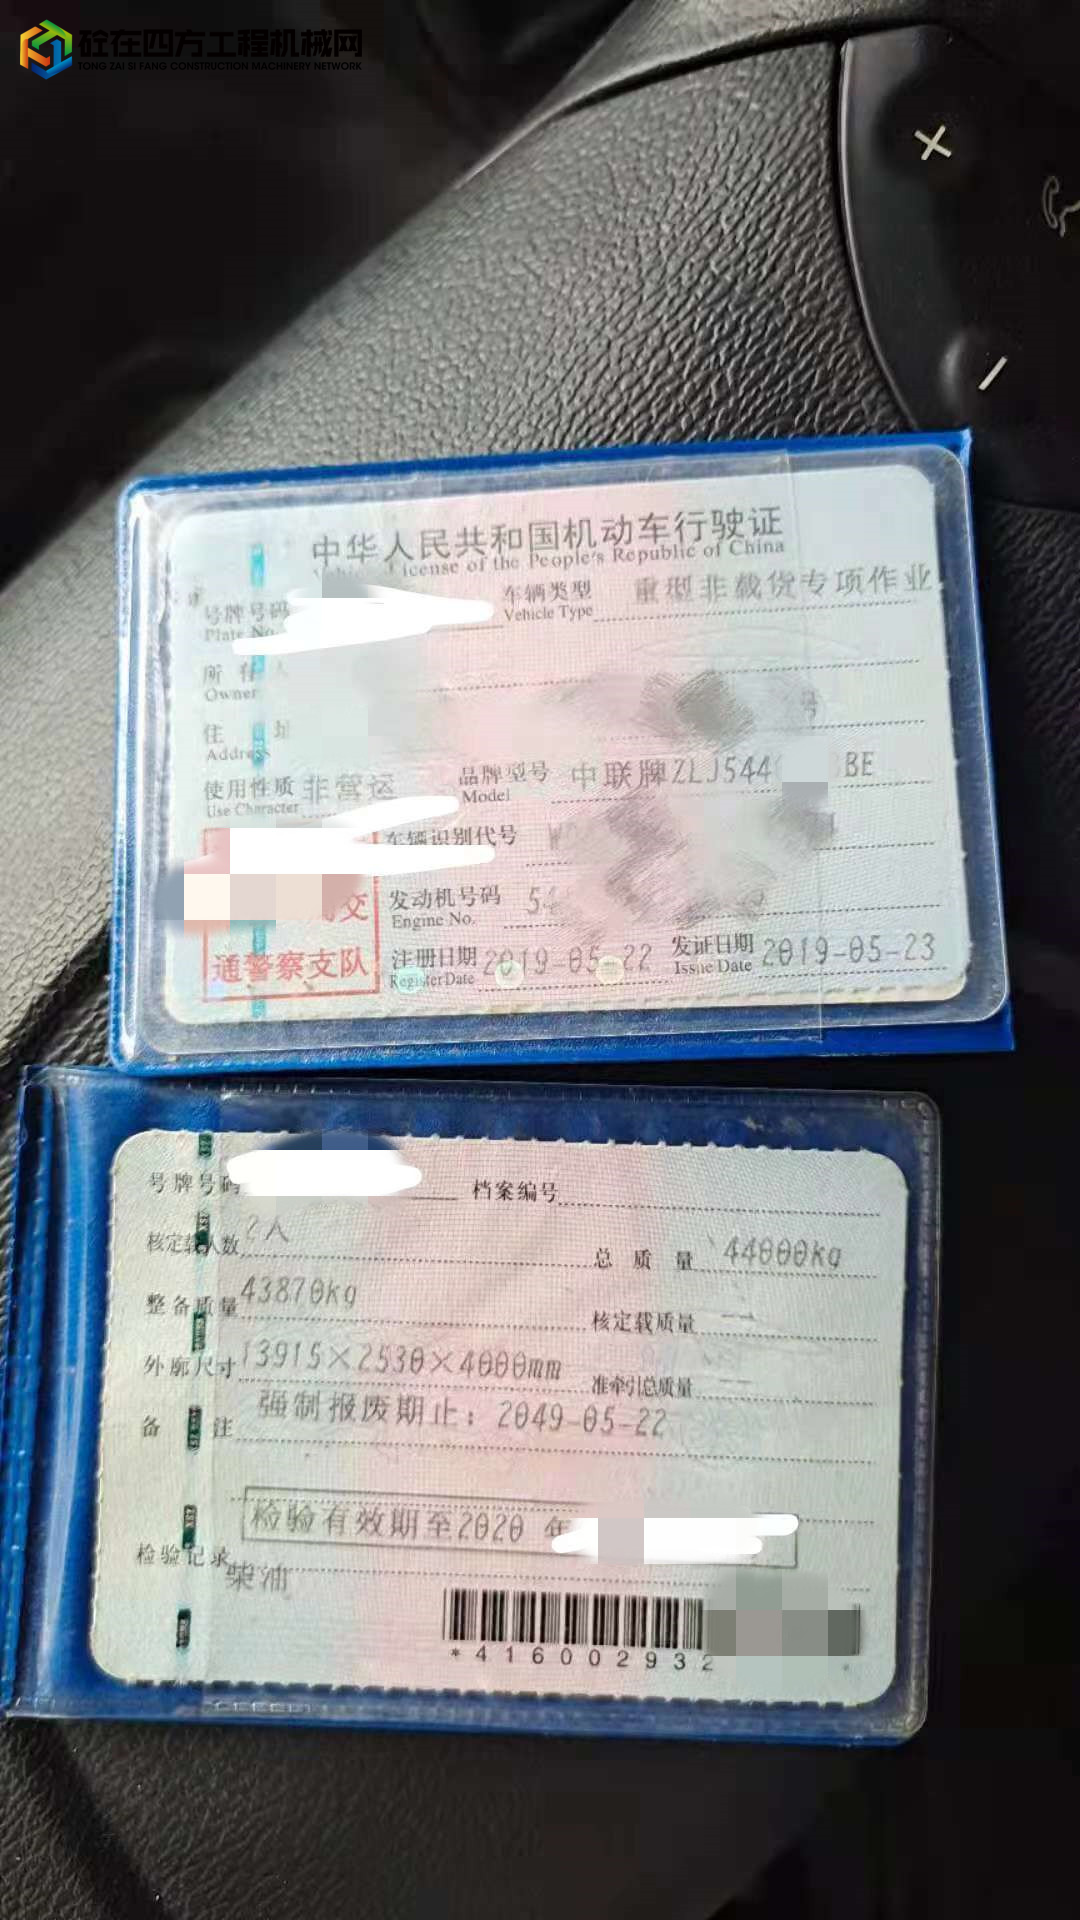 砼在四方工程机械网
TONG ZAI SI FANG CONSTRUCTION MACHINERY NETWORK
中华人民共和国机动车行驶证
License of the People's Republic of China
号牌号码 车辆类型 重型非载货专项作业
Plate No. Vehicle Type
所有人
Owner
住址 号
Address
使用性质 非营运 品牌型号 中联牌ZLJ544 BE
Use Character Model
车辆识别代号
发动机号码
Engine No.
交
通警察支队
注册日期 2019-05-22 发证日期 2019-05-23
Register Date Issue Date
号牌号码 档案编号
核定载人数 2人 总质量 44000kg
整备质量 43870kg 核定载质量 --
外廓尺寸 13915×2530×4000mm 准牵引总质量 --
备注 强制报废期止：2049-05-22
检验有效期至2020 年
检验记录 柴油
*416002932